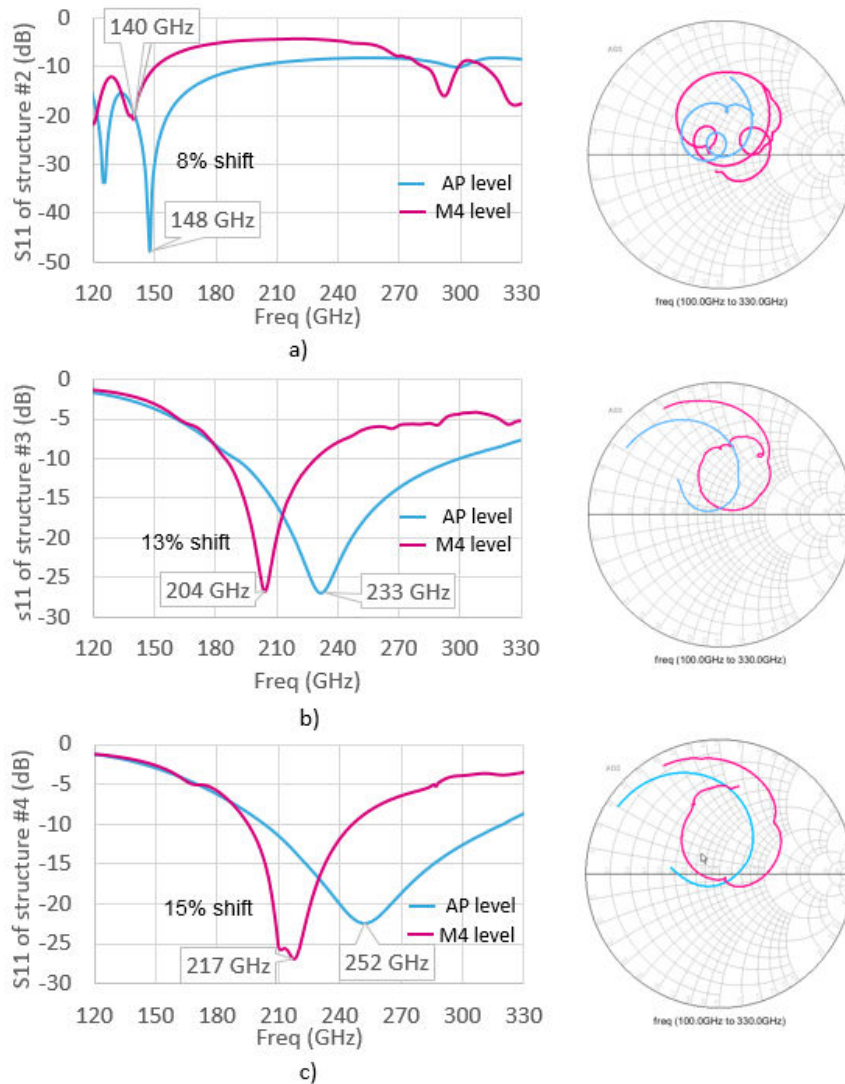 S11 of structure #2 (dB)
0
-10
-20
-30
-40
-50
140 GHz
8% shift
148 GHz
AP level
M4 level
120 150 180 210 240 270 300 330
Freq (GHz)
a)
ADS
freq (100.0GHz to 330.0GHz)
s11 of structure #3 (dB)
0
-5
-10
-15
-20
-25
-30
13% shift
204 GHz
233 GHz
AP level
M4 level
120 150 180 210 240 270 300 330
Freq (GHz)
b)
ADS
freq (100.0GHz to 330.0GHz)
S11 of structure #4 (dB)
0
-5
-10
-15
-20
-25
-30
15% shift
217 GHz
252 GHz
AP level
M4 level
120 150 180 210 240 270 300 330
Freq (GHz)
c)
ADS
freq (100.0GHz to 330.0GHz)